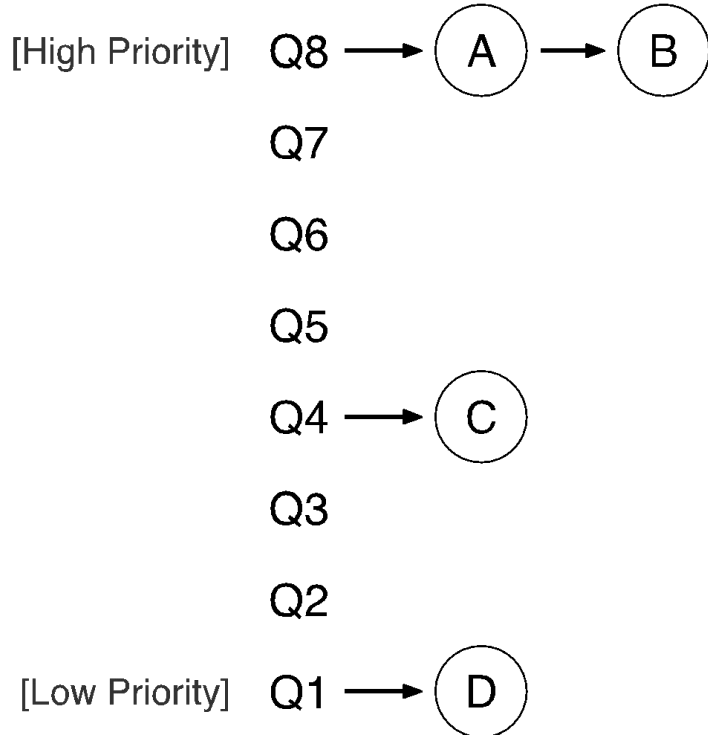 [High Priority] Q8 A B
Q7
Q6
Q5
Q4 C
Q3
Q2
[Low Priority] Q1 D